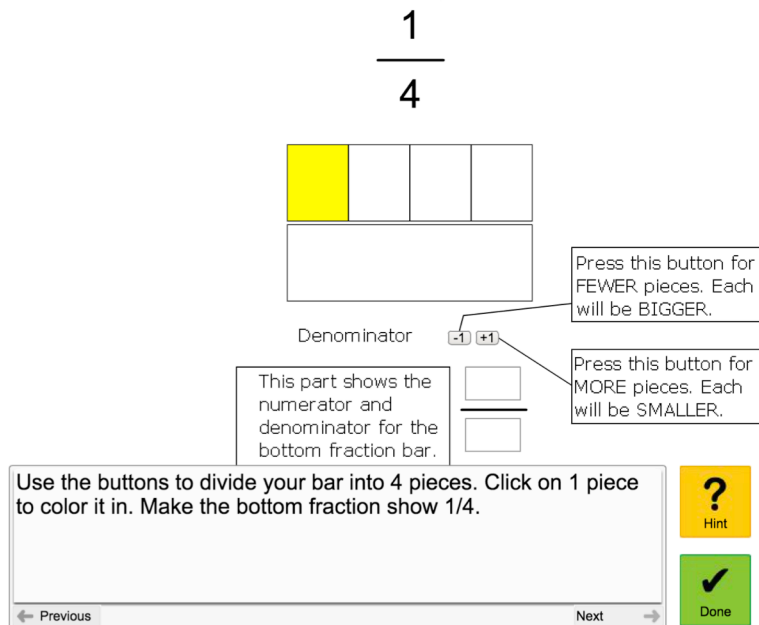 1
4
Press this button for
FEWER pieces. Each
will be BIGGER.
Denominator
-1 +1
Press this button for
MORE pieces. Each
will be SMALLER.
This part shows the
numerator and
denominator for the
bottom fraction bar.
Use the buttons to divide your bar into 4 pieces. Click on 1 piece
to color it in. Make the bottom fraction show 1/4.
?
Hint
Done
Previous
Next